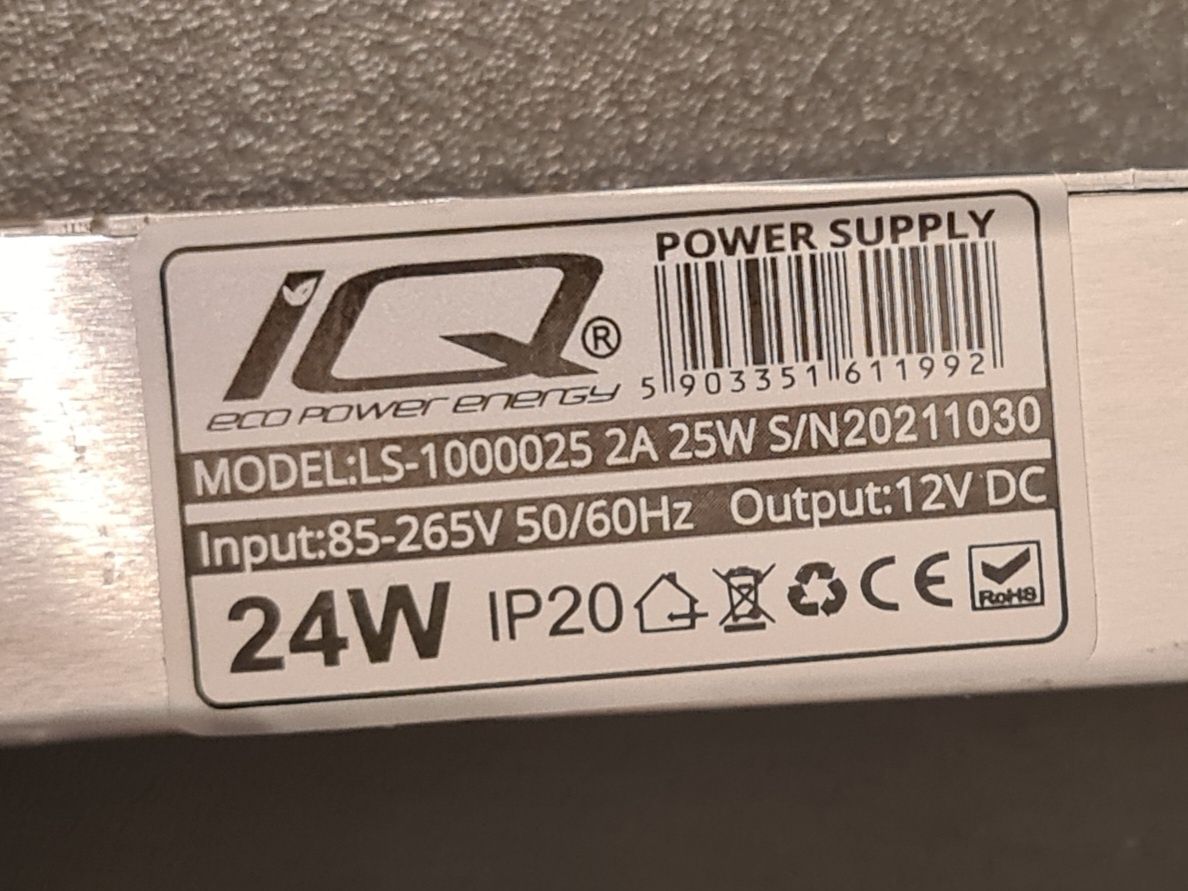 POWER SUPPLY
iQ®
eco power energy
5 903351 611992
MODEL:LS-1000025 2A 25W S/N20211030
Input:85-265V 50/60Hz Output:12V DC
24W IP20 CE RoHS